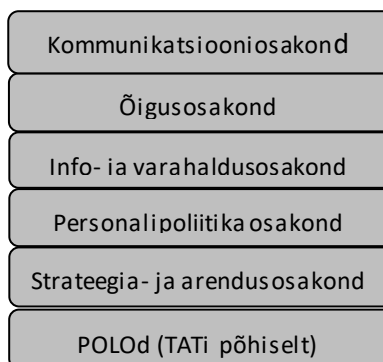 Kommunikatsiooniosakond
Õigusosakond
Info- ja varahaldusosakond
Personalipoliitika osakond
Strateegia- ja arendusosakond
POLOd (TATi põhiselt)